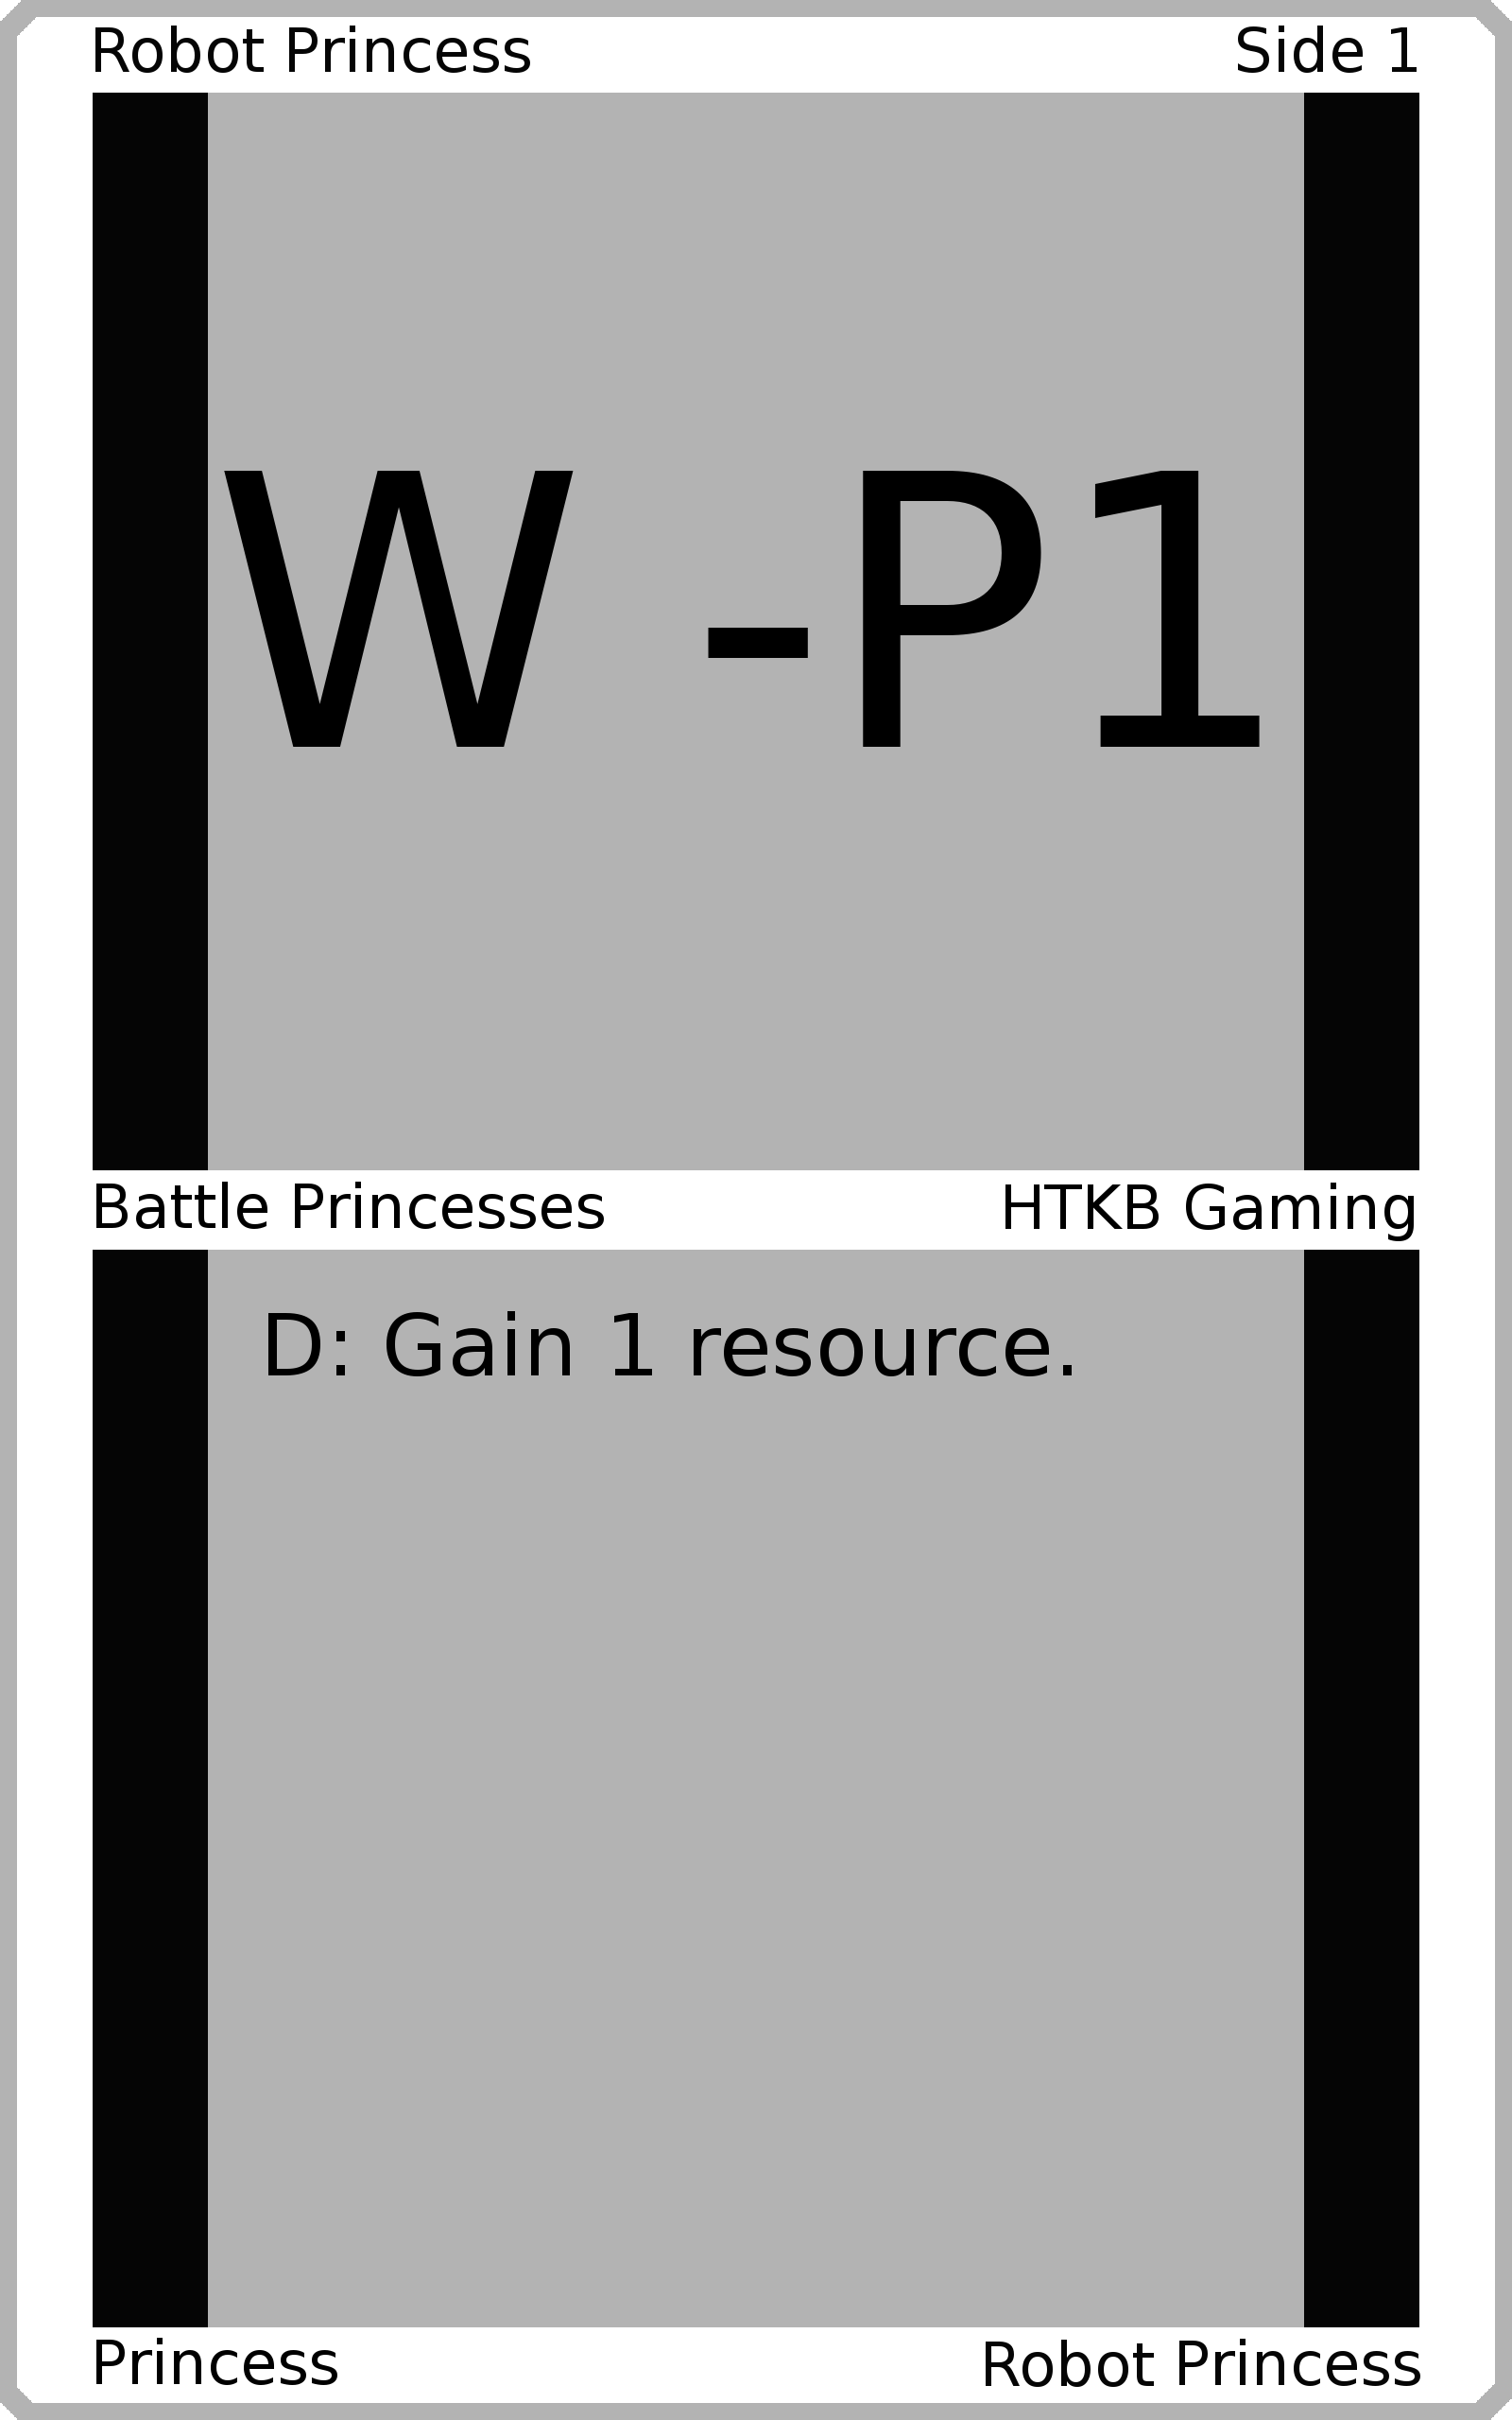 Robot Princess Side 1
W -P1
Battle Princesses HTKB Gaming
D: Gain 1 resource.
Princess Robot Princess